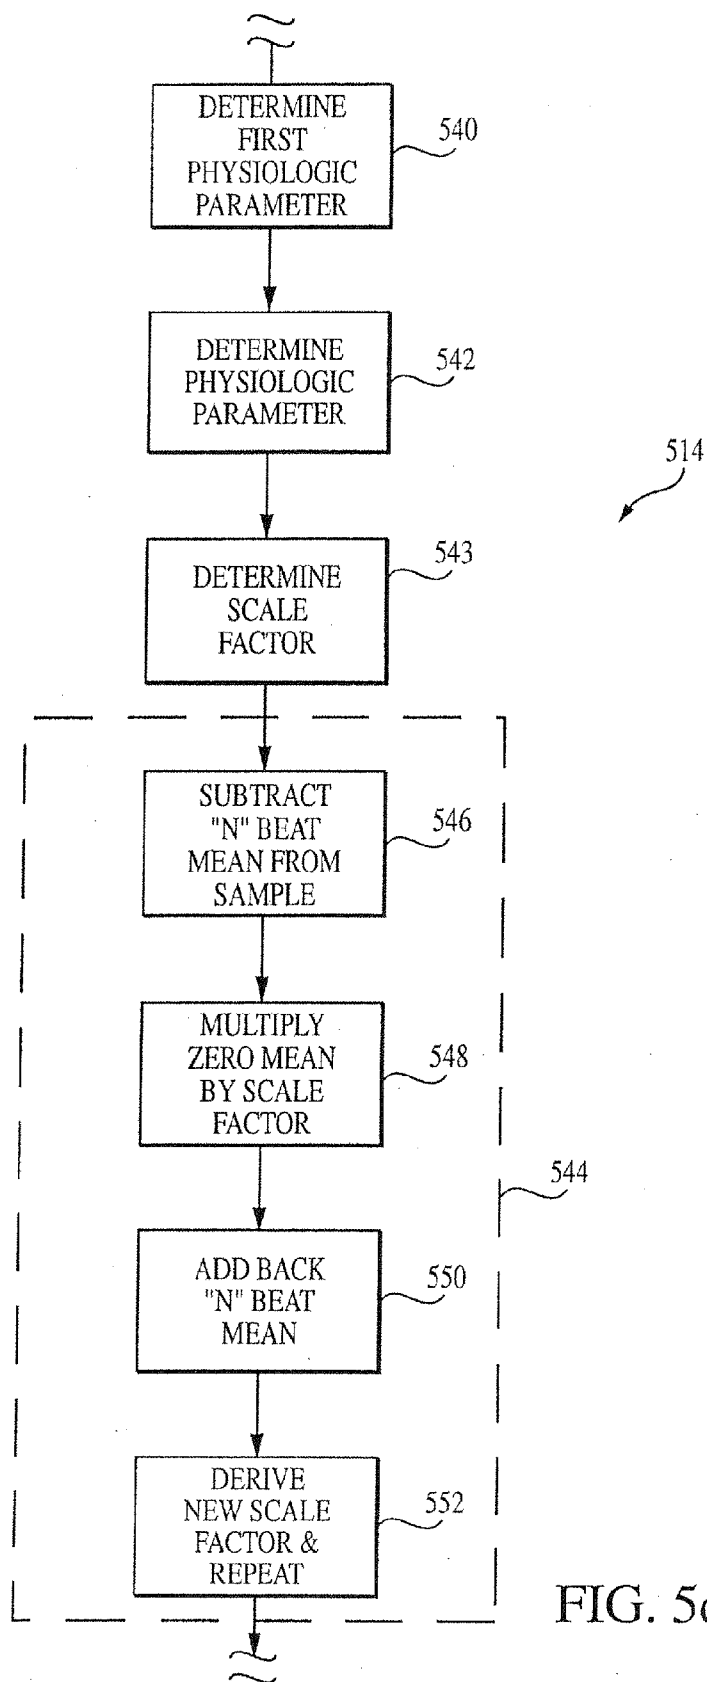 DETERMINE
FIRST
PHYSIOLOGIC
PARAMETER
540
DETERMINE
PHYSIOLOGIC
PARAMETER
542
514
DETERMINE
SCALE
FACTOR
543
SUBTRACT
"N" BEAT
MEAN FROM
SAMPLE
546
MULTIPLY
ZERO MEAN
BY SCALE
FACTOR
548
544
ADD BACK
"N" BEAT
MEAN
550
DERIVE
NEW SCALE
FACTOR &
REPEAT
552
FIG.